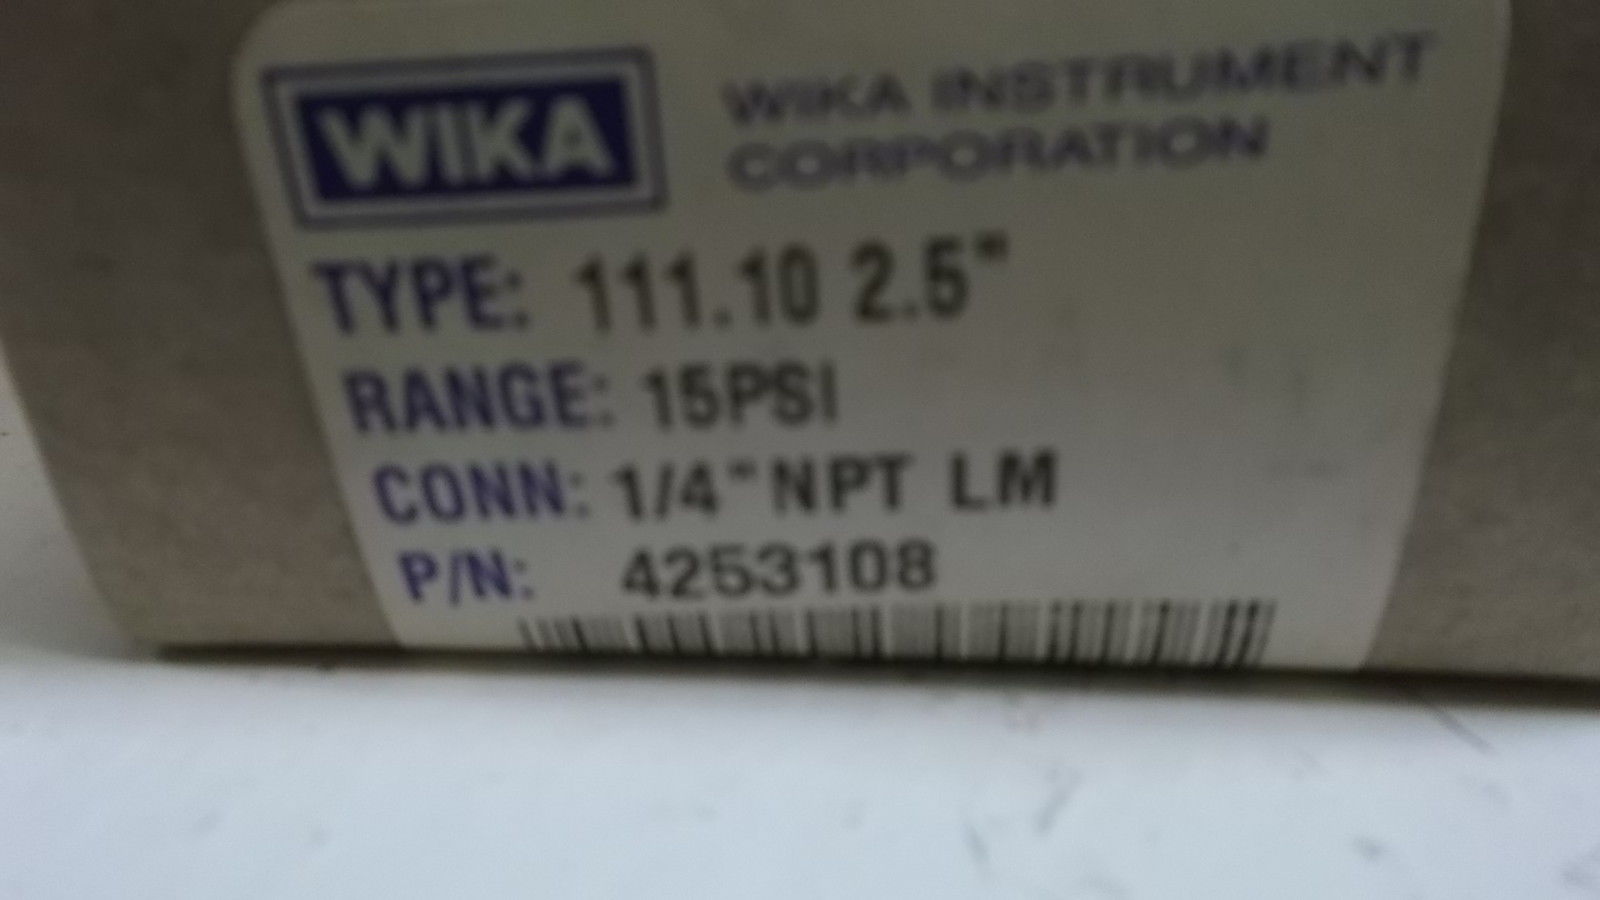 WIKA
WIKA INSTRUMENT
CORPORATION
TYPE: 111.10 2.5"
RANGE: 15PSI
CONN: 1/4"NPT LM
P/N: 4253108